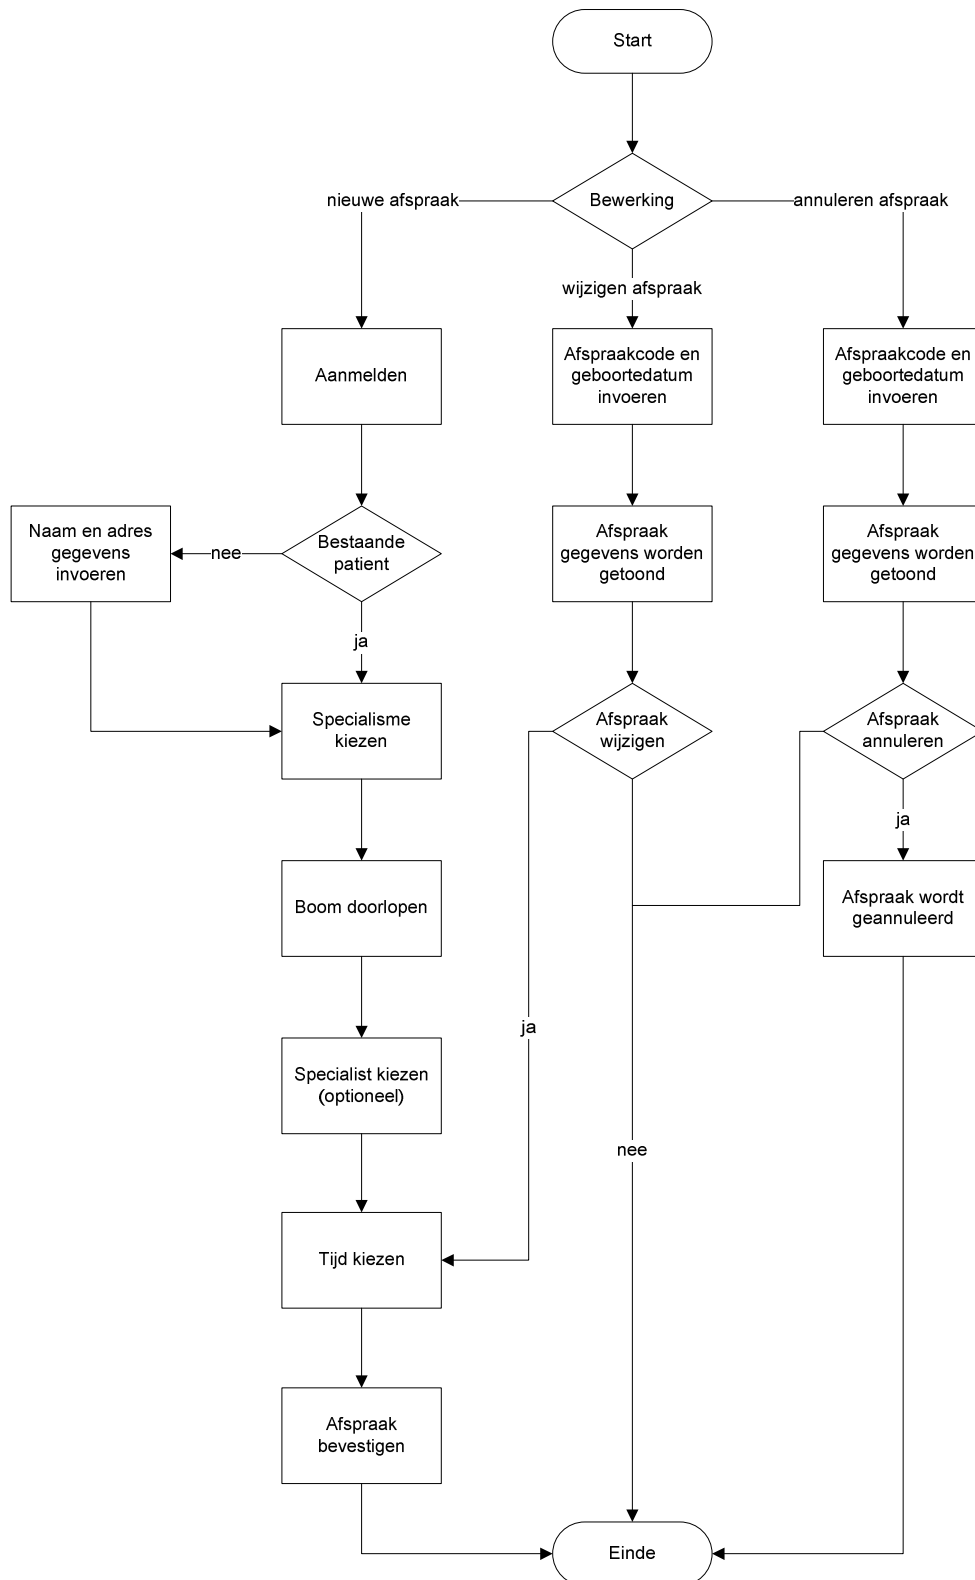 Start
Bewerking
nieuwe afspraak
annuleren afspraak
wijzigen afspraak
Aanmelden
Afspraakcode en
geboortedatum
invoeren
Afspraakcode en
geboortedatum
invoeren
Naam en adres
gegevens
invoeren
nee
Bestaande
patient
Afspraak
gegevens worden
getoond
Afspraak
gegevens worden
getoond
ja
Specialisme
kiezen
Afspraak
wijzigen
Afspraak
annuleren
ja
Boom doorlopen
Afspraak wordt
geannuleerd
ja
Specialist kiezen
(optioneel)
nee
Tijd kiezen
Afspraak
bevestigen
Einde